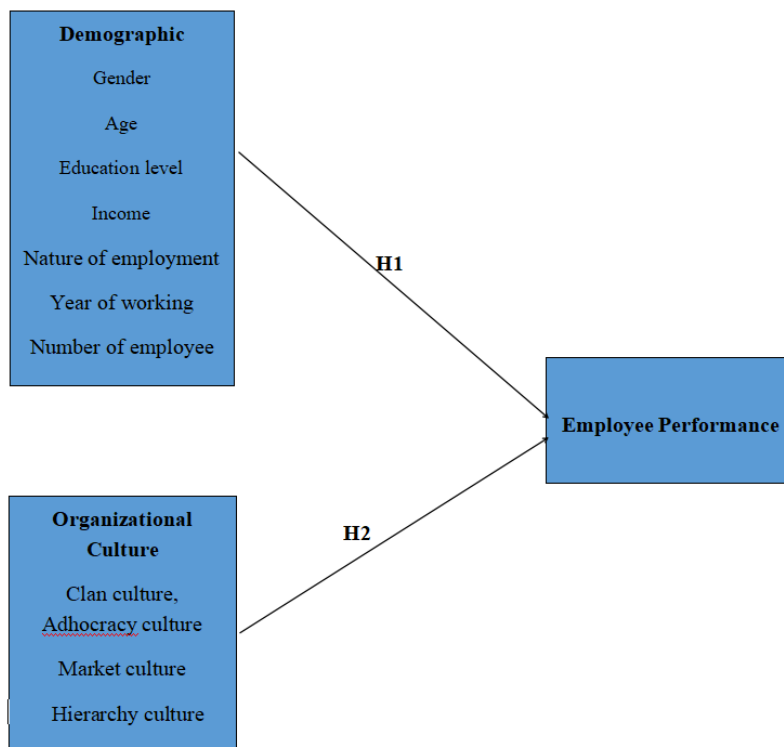 Demographic
Gender
Age
Education level
Income
Nature of employment
Year of working
Number of employee
H1
Employee Performance
Organizational
Culture
H2
Clan culture,
Adhocracy culture
Market culture
Hierarchy culture